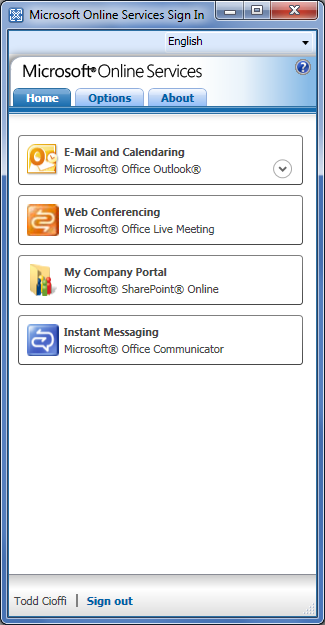 Microsoft Online Services Sign In
English
Microsoft® Online Services
Home Options About
E-Mail and Calendaring
Microsoft® Office Outlook®
Web Conferencing
Microsoft® Office Live Meeting
My Company Portal
Microsoft® SharePoint® Online
Instant Messaging
Microsoft® Office Communicator
Todd Cioffi | Sign out